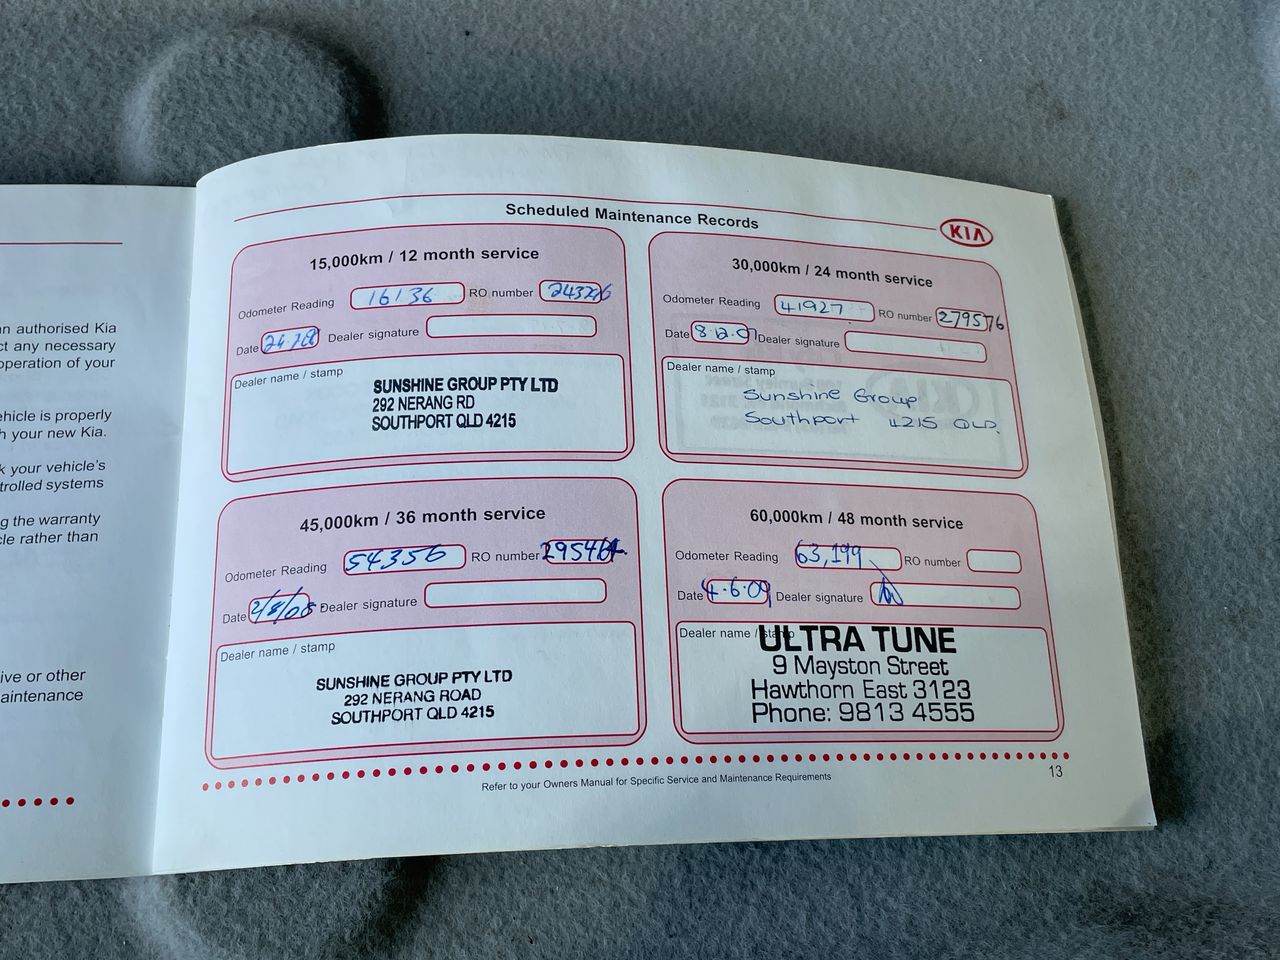 n authorised Kia
ct any necessary
operation of your
ehicle is properly
h your new Kia.
k your vehicle's
trolled systems
g the warranty
cle rather than
ive or other
aintenance
Scheduled Maintenance Records
KIA
15,000km / 12 month service
Odometer Reading 16136 RO number
Date Dealer signature
Dealer name / stamp
SUNSHINE GROUP PTY LTD
292 NERANG RD
SOUTHPORT QLD 4215
30,000km / 24 month service
Odometer Reading 41927 RO number 279576
Date 8.12.07 Dealer signature
Dealer name / stamp
Sunshine Group
Southport 4215 QLD.
45,000km / 36 month service
Odometer Reading 54356 RO number
Date 2/8/08 Dealer signature
Dealer name / stamp
SUNSHINE GROUP PTY LTD
292 NERANG ROAD
SOUTHPORT QLD 4215
60,000km / 48 month service
Odometer Reading 63,199 RO number
Date 4.6.09 Dealer signature
Dealer name / stamp
ULTRA TUNE
9 Mayston Street
Hawthorn East 3123
Phone: 9813 4555
Refer to your Owners Manual for Specific Service and Maintenance Requirements
13